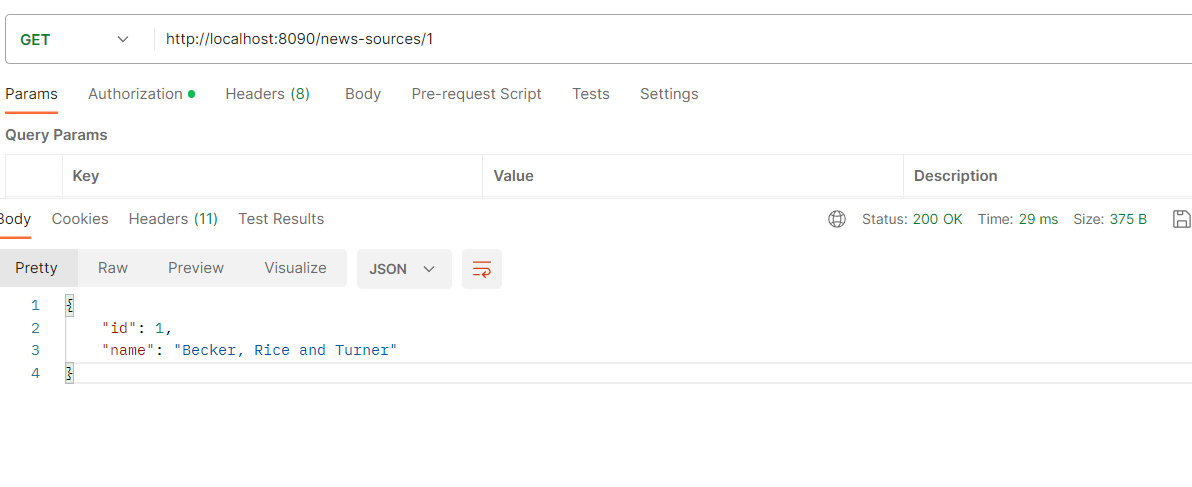 GET http://localhost:8090/news-sources/1
Params Authorization Headers (8) Body Pre-request Script Tests Settings
Query Params
Key Value Description
Body Cookies Headers (11) Test Results Status: 200 OK Time: 29 ms Size: 375 B
Pretty Raw Preview Visualize JSON
1 {
2 "id": 1,
3 "name": "Becker, Rice and Turner"
4 }